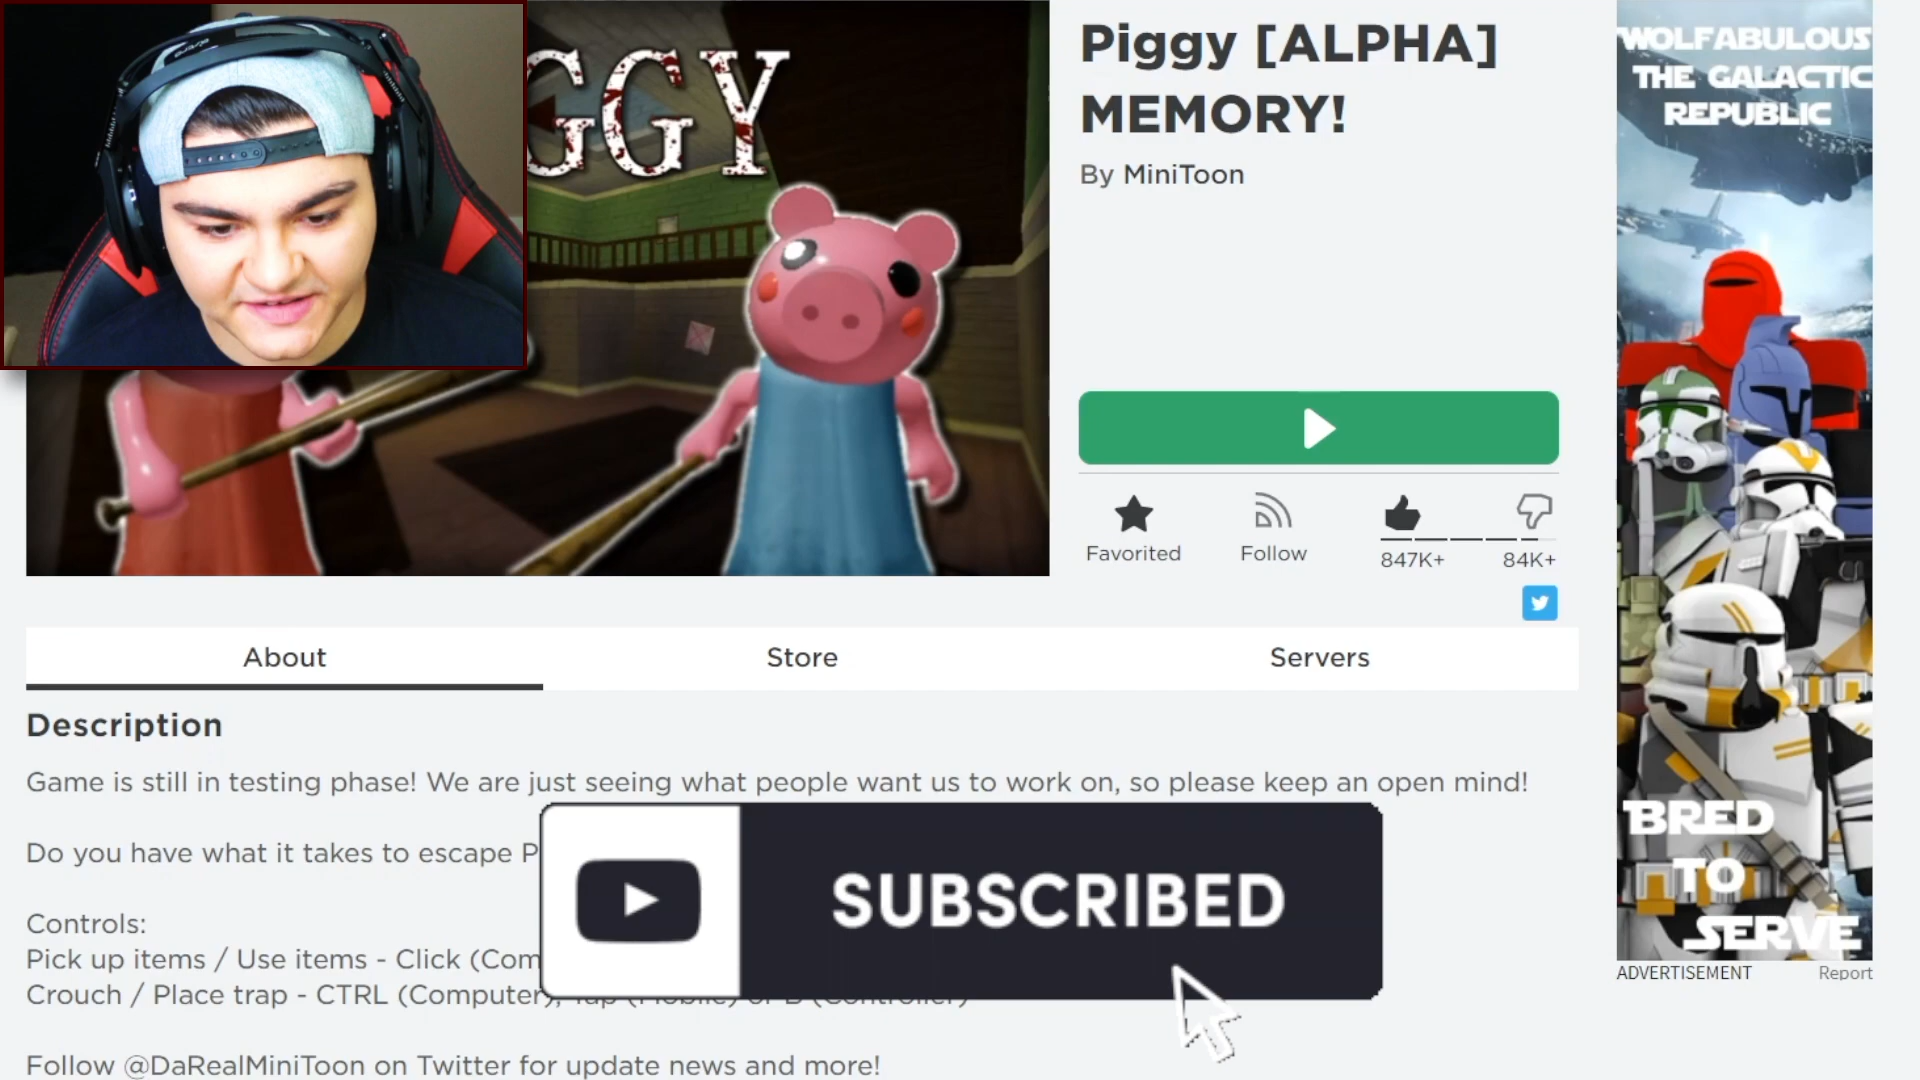 GGY
Piggy [ALPHA]
MEMORY!
By MiniToon
Favorited
Follow
847K+
84K+
About
Store
Servers
Description
Game is still in testing phase! We are just seeing what people want us to work on, so please keep an open mind!
Do you have what it takes to escape P
Controls:
Pick up items / Use items - Click (Com
Crouch / Place trap - CTRL (Computer), Tap (Mobile) or B (Controller)
Follow @DaRealMiniToon on Twitter for update news and more!
SUBSCRIBED
WOLFABULOUS
THE GALACTIC
REPUBLIC
BRED
TO
SERVE
ADVERTISEMENT
Report